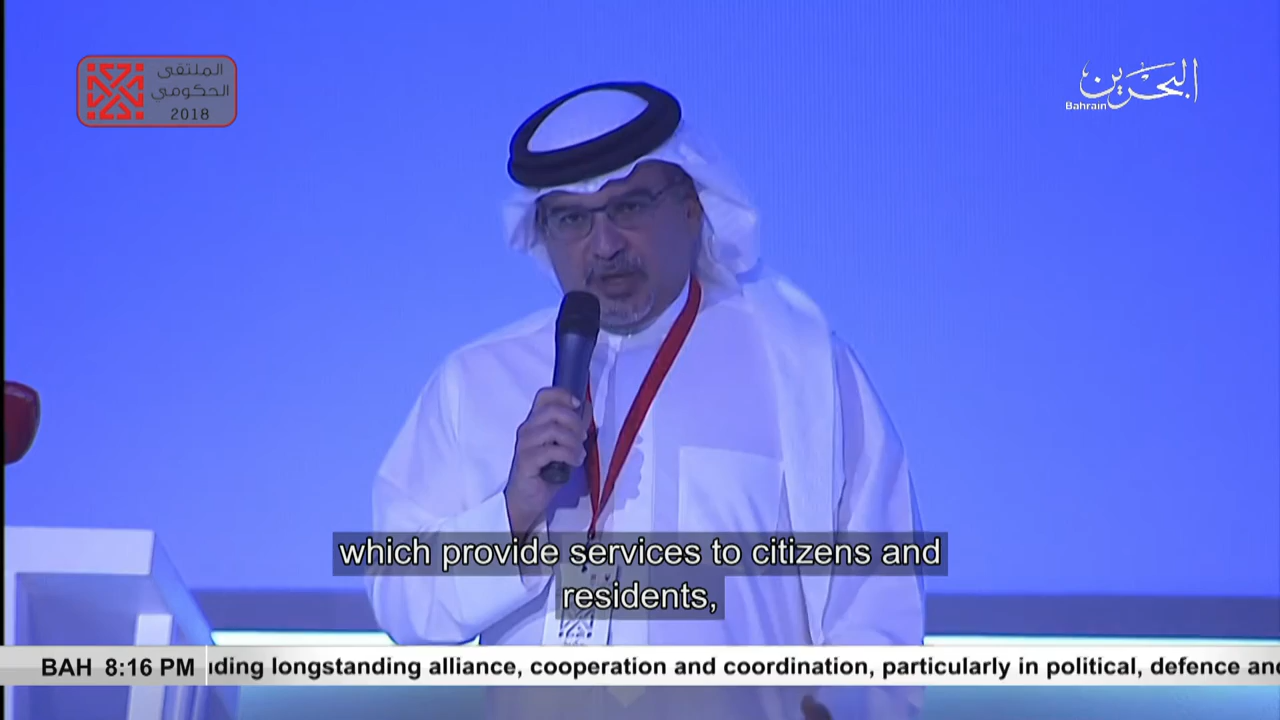 الملتقى
الحكومي
2018
البحرين
Bahrain
which provide services to citizens and
residents,
BAH 8:16 PM
ding longstanding alliance, cooperation and coordination, particularly in political, defence and